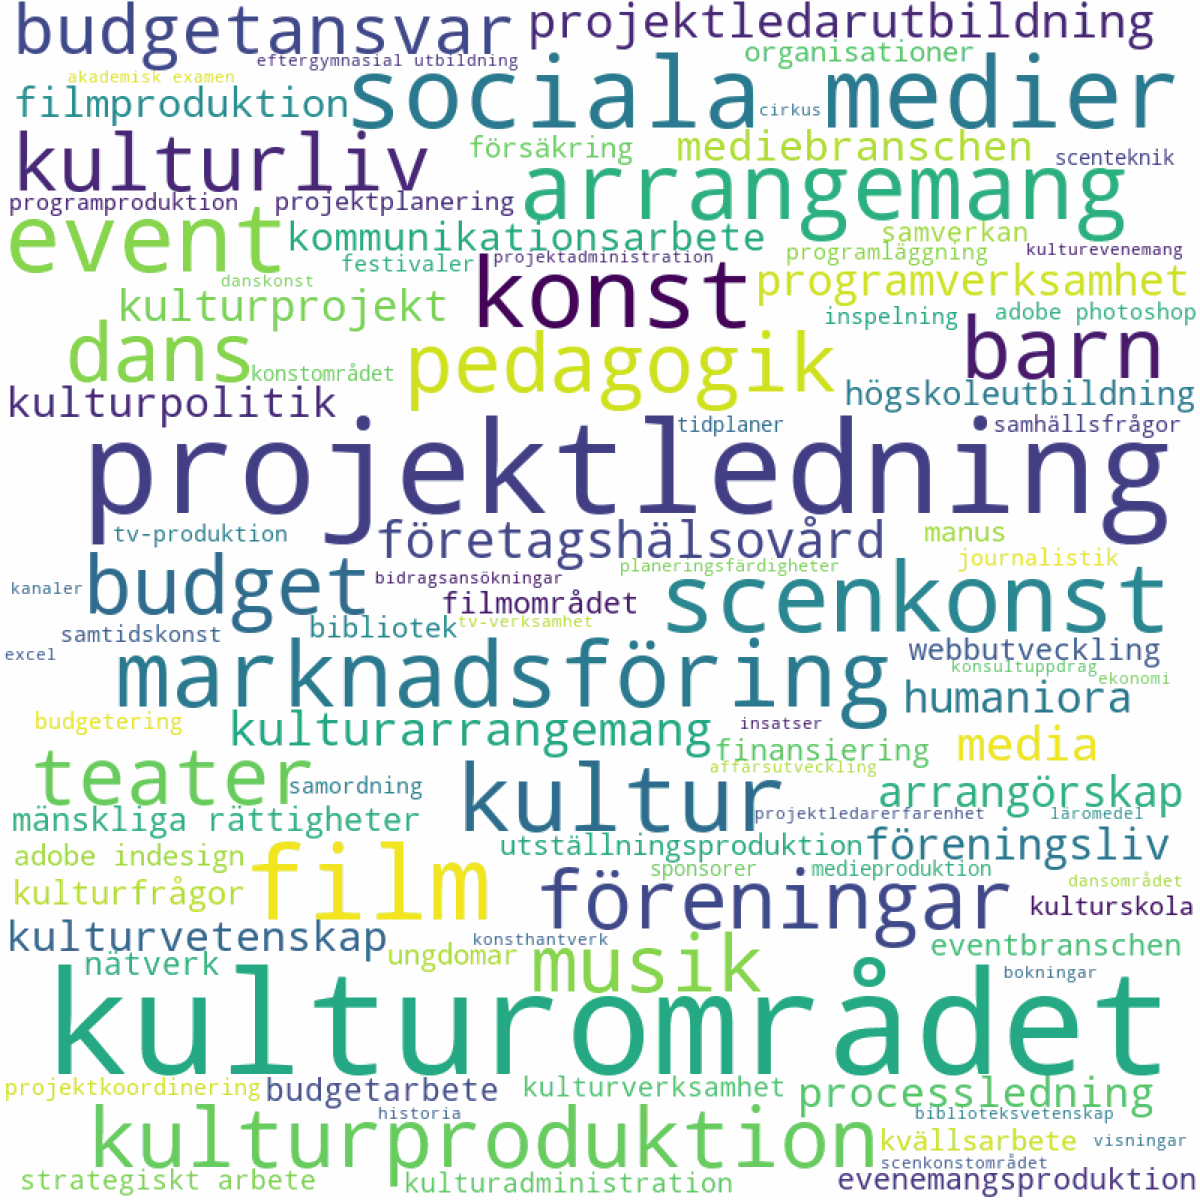 budgetansvar projektledarutbildning
eftergymnasial utbildning organisationer
akademisk examen
filmproduktion sociala medier
cirkus
kulturliv försäkring mediebranschen scenteknik
programproduktion projektplanering arrangemang
event kommunikationsarbete samverkan
festivaler projektadministration programläggning kulturevenemang
danskonst konst programverksamhet
kulturprojekt inspelning adobe photoshop
dans pedagogik barn
konstområdet
kulturpolitik högskoleutbildning
projektledning tidplaner samhällsfrågor
tv-produktion företagshälsovård manus
journalistik
kanaler budget bidragsansökningar planeringsfärdigheter scenkonst
filmområdet
samtidskonst bibliotek tv-verksamhet
excel marknadsföring webbutveckling
konsultuppdrag ekonomi
humaniora
budgetering kulturarrangemang insatser
finansiering media
teater affärsutveckling
samordning kultur arrangörskap
mänskliga rättigheter projektledarerfarenhet läromedel
adobe indesign film utställningsproduktion föreningsliv
kulturfrågor sponsorer medieproduktion dansområdet
föreningar kulturskola
kulturvetenskap konsthantverk eventbranschen
nätverk ungdomar musik bokningar
kulturområdet
projektkoordinering budgetarbete kulturverksamhet processledning
historia biblioteksvetenskap
kulturproduktion kvällsarbete visningar
scenkonstområdet
strategiskt arbete kulturadministration evenemangsproduktion